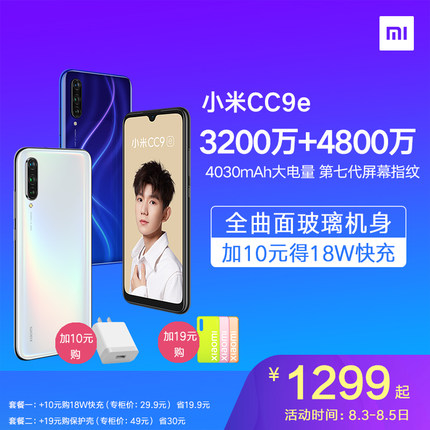 mi
小米CC9e
3200万+4800万
4030mAh大电量 第七代屏幕指纹
全曲面玻璃机身
加10元得18W快充
小米CC9
加10元
购
加19元
购
xiaomi
xiaomi
xiaomi
¥1299起
活动时间:8.3-8.5日
套餐一:+10元购18W快充(专柜价:29.9元) 省19.9元
套餐二:+19元购保护壳(专柜价:49元) 省30元